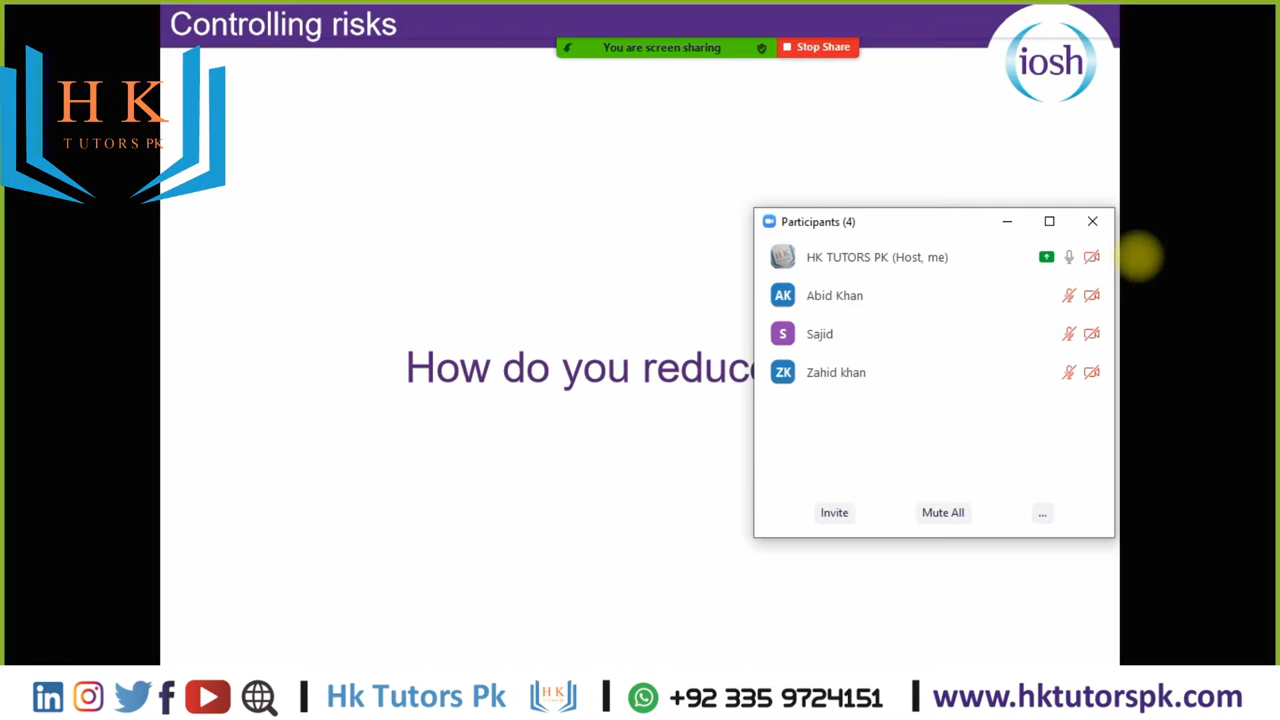 Controlling risks
You are screen sharing
Stop Share
iosh
H K
TUTORS PK
Participants (4)
HK TUTORS PK (Host, me)
AK Abid Khan
S Sajid
How do you reduce
ZK Zahid khan
Invite
Mute All
...
in
f
Hk Tutors Pk
H K
+92 335 9724151
www.hktutorspk.com